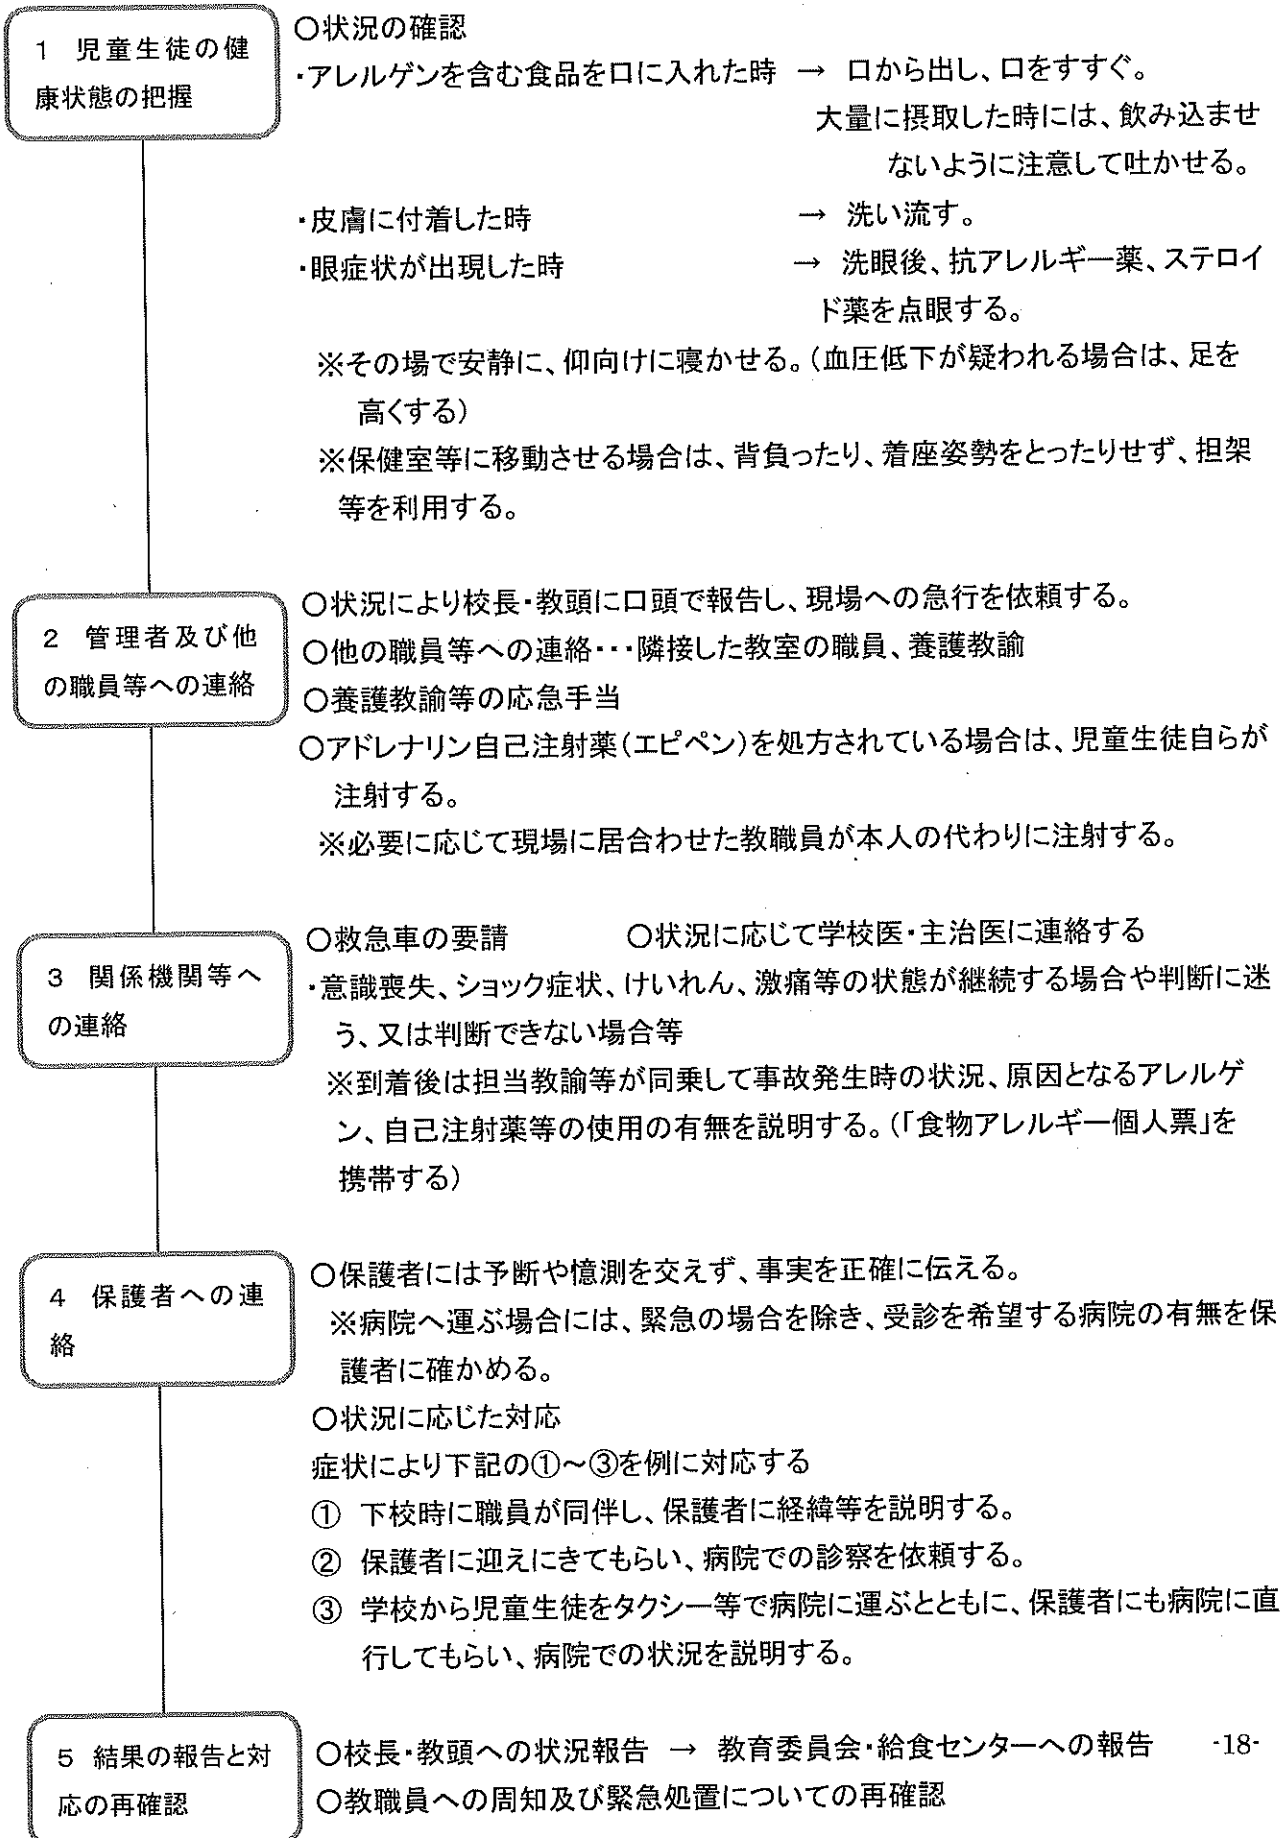 1 児童生徒の健
康状態の把握
○状況の確認
・アレルゲンを含む食品を口に入れた時 → 口から出し、口をすすぐ。
大量に摂取した時には、飲み込ませ
ないように注意して吐かせる。
・皮膚に付着した時 → 洗い流す。
・眼症状が出現した時 → 洗眼後、抗アレルギー薬、ステロイ
ド薬を点眼する。
※その場で安静に、仰向けに寝かせる。(血圧低下が疑われる場合は、足を
高くする)
※保健室等に移動させる場合は、背負ったり、着座姿勢をとったりせず、担架
等を利用する。
2 管理者及び他
の職員等への連絡
○状況により校長・教頭に口頭で報告し、現場への急行を依頼する。
○他の職員等への連絡・・・隣接した教室の職員、養護教諭
○養護教諭等の応急手当
○アドレナリン自己注射薬(エピペン)を処方されている場合は、児童生徒自らが
注射する。
※必要に応じて現場に居合わせた教職員が本人の代わりに注射する。
3 関係機関等へ
の連絡
○救急車の要請 ○状況に応じて学校医・主治医に連絡する
・意識喪失、ショック症状、けいれん、激痛等の状態が継続する場合や判断に迷
う、又は判断できない場合等
※到着後は担当教諭等が同乗して事故発生時の状況、原因となるアレルゲ
ン、自己注射薬等の使用の有無を説明する。(「食物アレルギー個人票」を
携帯する)
4 保護者への連
絡
○保護者には予断や憶測を交えず、事実を正確に伝える。
※病院へ運ぶ場合には、緊急の場合を除き、受診を希望する病院の有無を保
護者に確かめる。
○状況に応じた対応
症状により下記の①~③を例に対応する
① 下校時に職員が同伴し、保護者に経緯等を説明する。
② 保護者に迎えにきてもらい、病院での診察を依頼する。
③ 学校から児童生徒をタクシー等で病院に運ぶとともに、保護者にも病院に直
行してもらい、病院での状況を説明する。
5 結果の報告と対
応の再確認
○校長・教頭への状況報告 → 教育委員会・給食センターへの報告 -18-
○教職員への周知及び緊急処置についての再確認